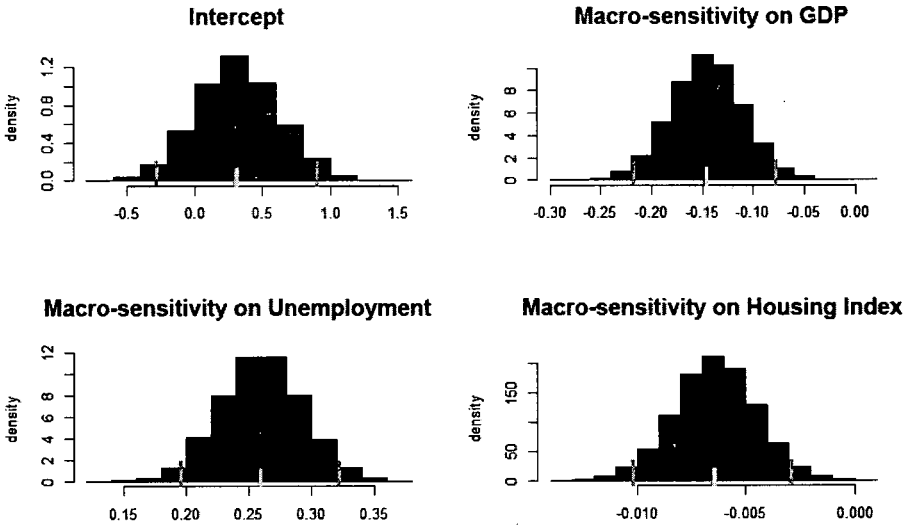 Intercept
density
0.0 0.4 0.8 1.2
-0.5 0.0 0.5 1.0 1.5
Macro-sensitivity on GDP
density
0 2 4 6 8
-0.30 -0.25 -0.20 -0.15 -0.10 -0.05 0.00
Macro-sensitivity on Unemployment
density
0 2 4 6 8 12
0.15 0.20 0.25 0.30 0.35
Macro-sensitivity on Housing Index
density
0 50 150
-0.010 -0.005 0.000